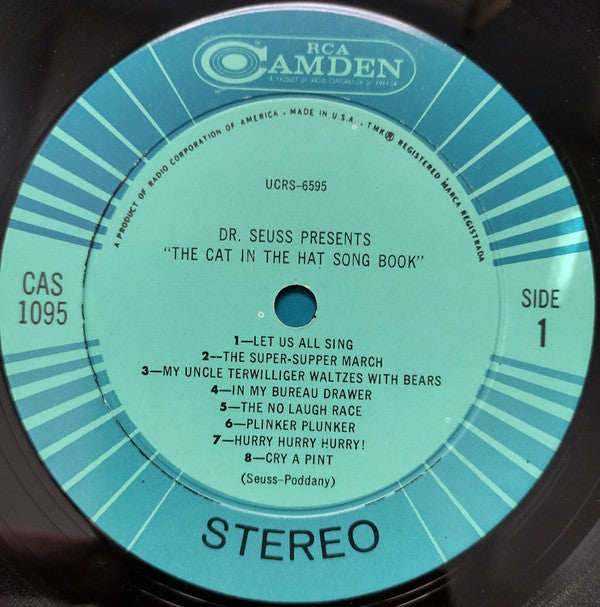 RCA
CAMDEN
A PRODUCT OF RADIO CORPORATION OF AMERICA
A PRODUCT OF RADIO CORPORATION OF AMERICA · MADE IN U.S.A. · TMK ® REGISTERED MARCA REGISTRADA
UCRS–6595
DR. SEUSS PRESENTS
"THE CAT IN THE HAT SONG BOOK"
CAS
1095
SIDE
1
1—LET US ALL SING
2—THE SUPER-SUPPER MARCH
3—MY UNCLE TERWILLIGER WALTZES WITH BEARS
4—IN MY BUREAU DRAWER
5—THE NO LAUGH RACE
6—PLINKER PLUNKER
7—HURRY HURRY HURRY!
8—CRY A PINT
(Seuss–Poddany)
STEREO